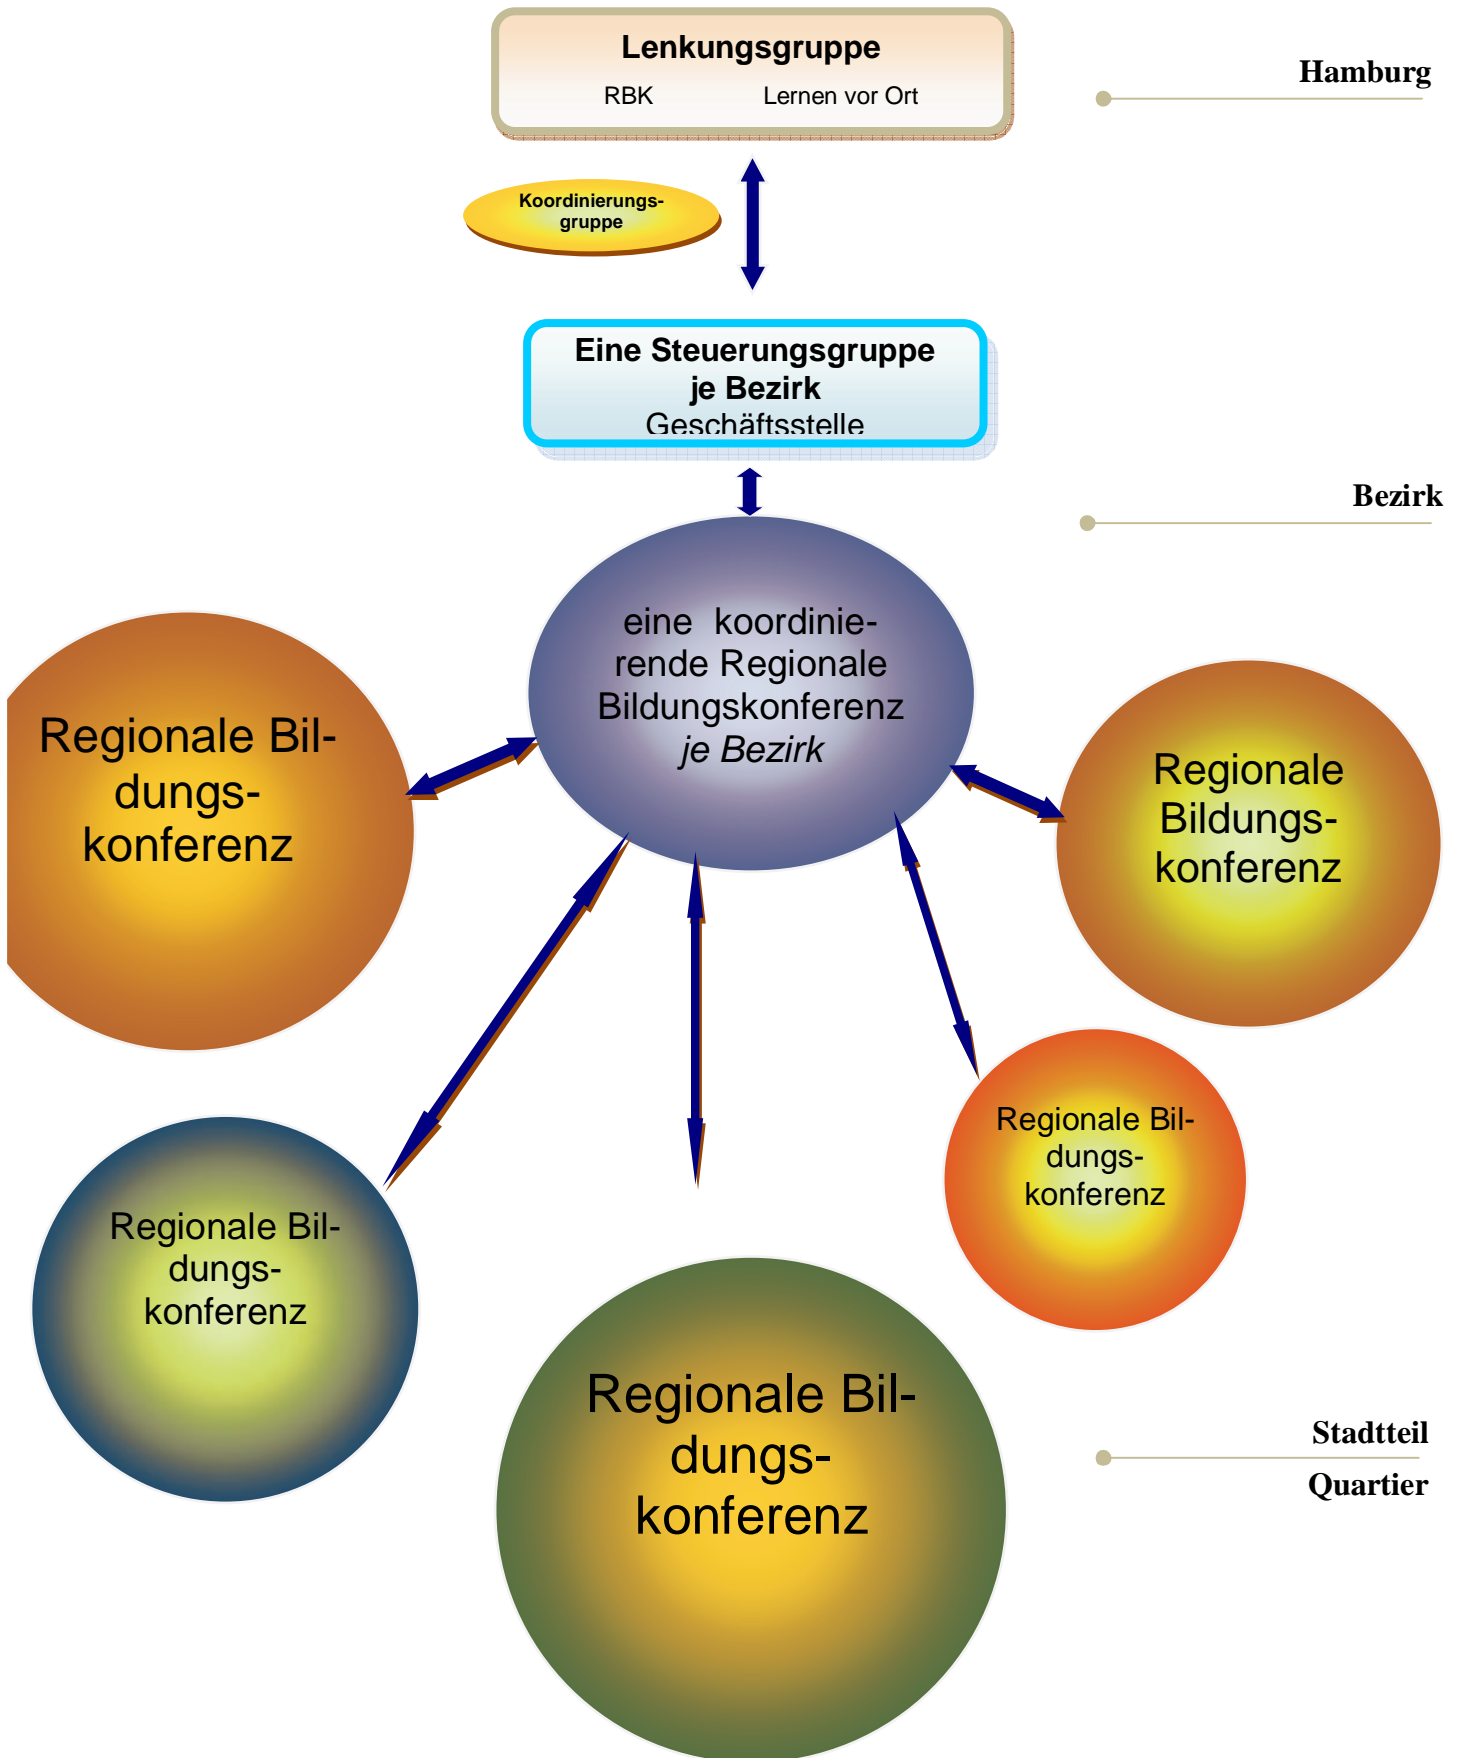 Lenkungsgruppe
RBK Lernen vor Ort
Hamburg
Koordinierungs-
gruppe
Eine Steuerungsgruppe
je Bezirk
Geschäftsstelle
Bezirk
eine koordinie-
rende Regionale
Bildungskonferenz
je Bezirk
Regionale Bil-
dungs-
konferenz
Regionale
Bildungs-
konferenz
Regionale Bil-
dungs-
konferenz
Regionale Bil-
dungs-
konferenz
Regionale Bil-
dungs-
konferenz
Stadtteil
Quartier